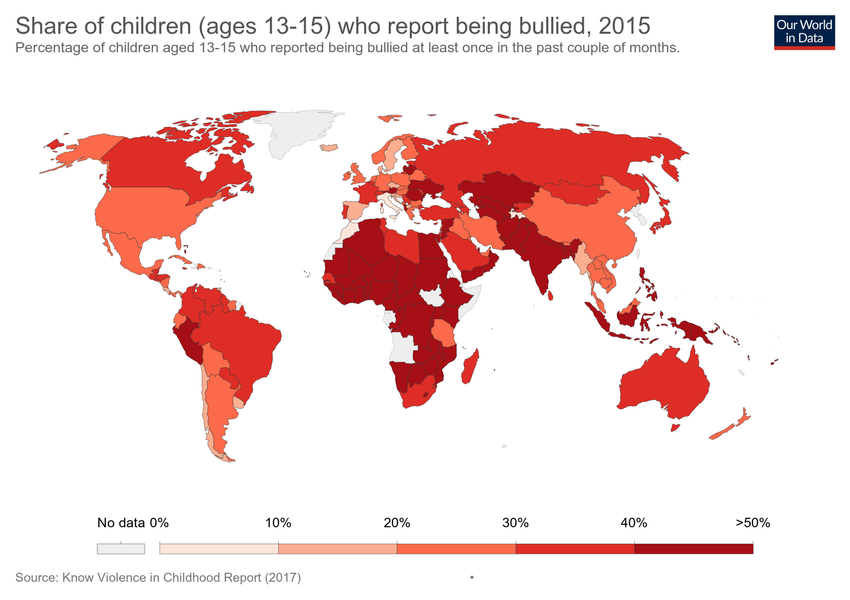 Share of children (ages 13-15) who report being bullied, 2015
Our World
in Data
Percentage of children aged 13-15 who reported being bullied at least once in the past couple of months.
No data 0% 10% 20% 30% 40% >50%
Source: Know Violence in Childhood Report (2017) •